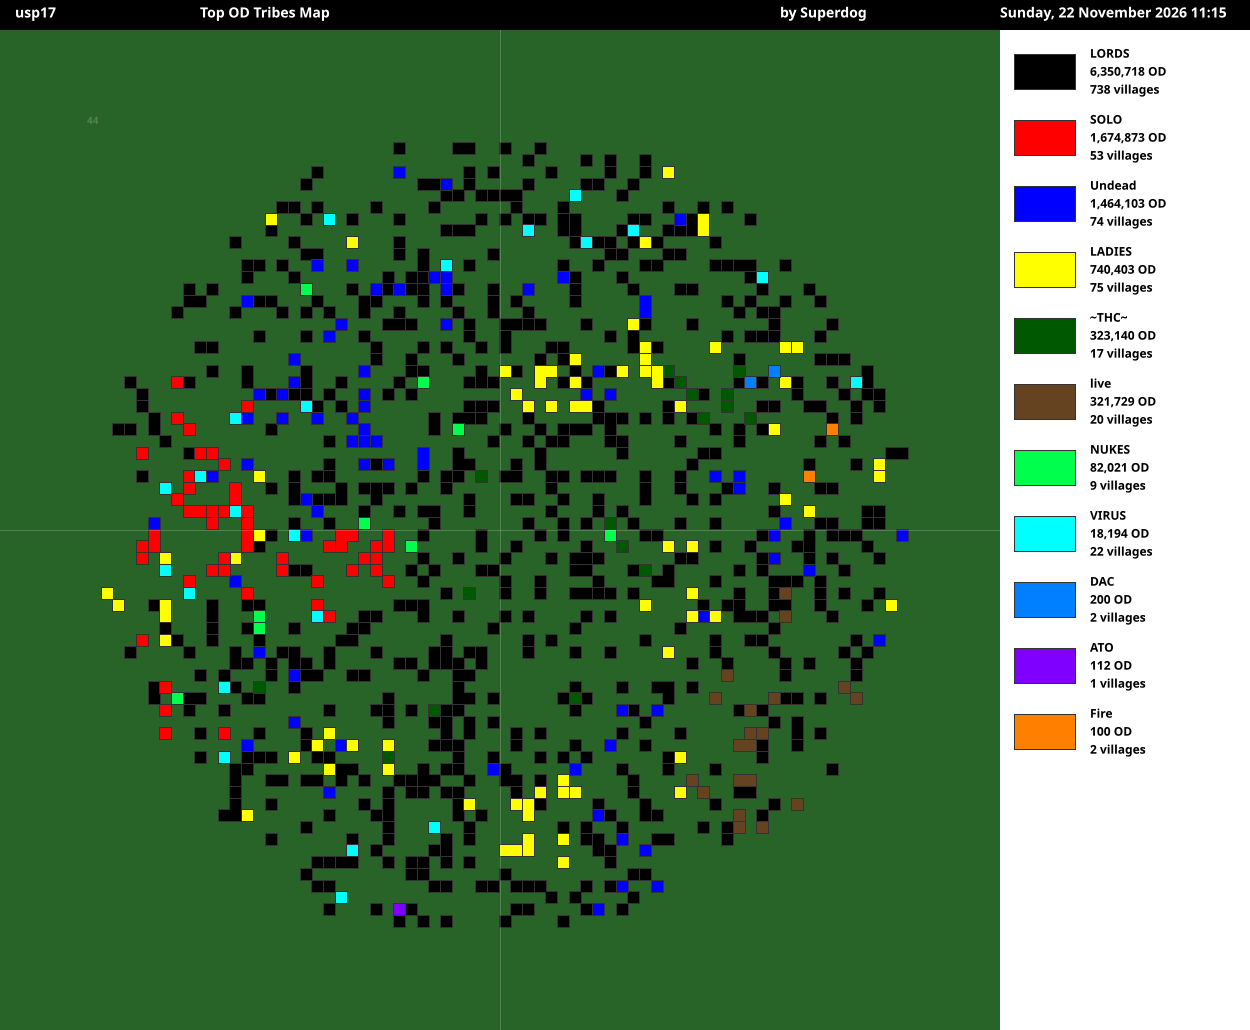 usp17 Top OD Tribes Map by Superdog Sunday, 22 November 2026 11:15
44
LORDS
6,350,718 OD
738 villages
SOLO
1,674,873 OD
53 villages
Undead
1,464,103 OD
74 villages
LADIES
740,403 OD
75 villages
~THC~
323,140 OD
17 villages
live
321,729 OD
20 villages
NUKES
82,021 OD
9 villages
VIRUS
18,194 OD
22 villages
DAC
200 OD
2 villages
ATO
112 OD
1 villages
Fire
100 OD
2 villages